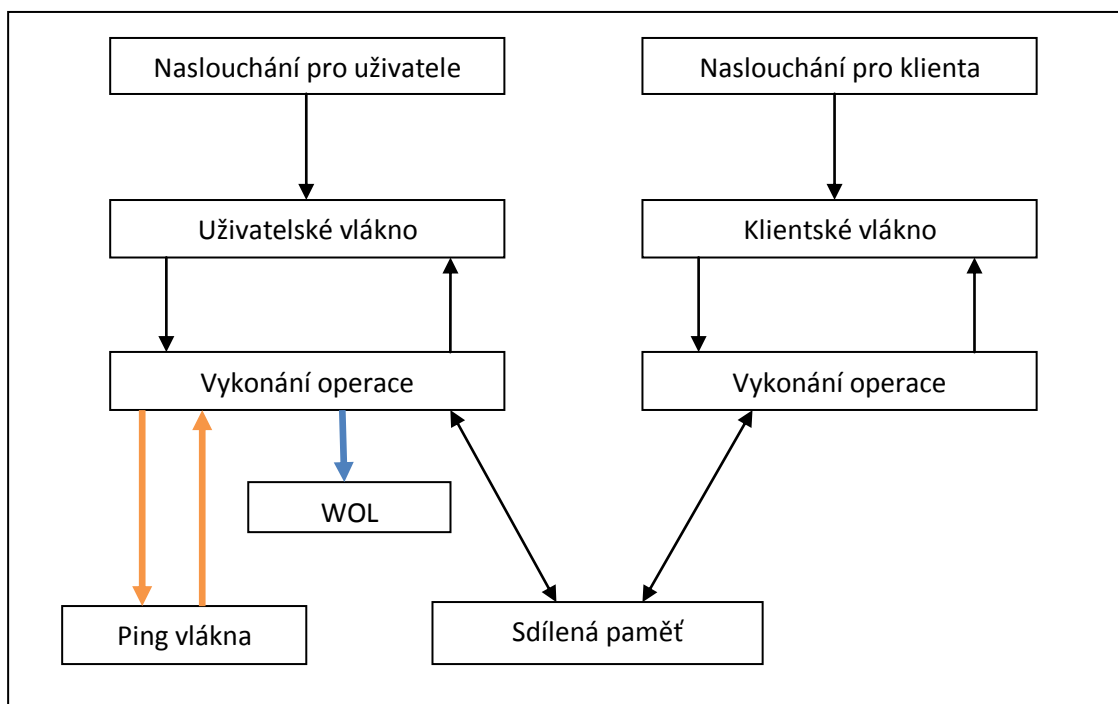 Naslouchání pro uživatele
Naslouchání pro klienta
Uživatelské vlákno
Klientské vlákno
Vykonání operace
Vykonání operace
WOL
Ping vlákna
Sdílená paměť